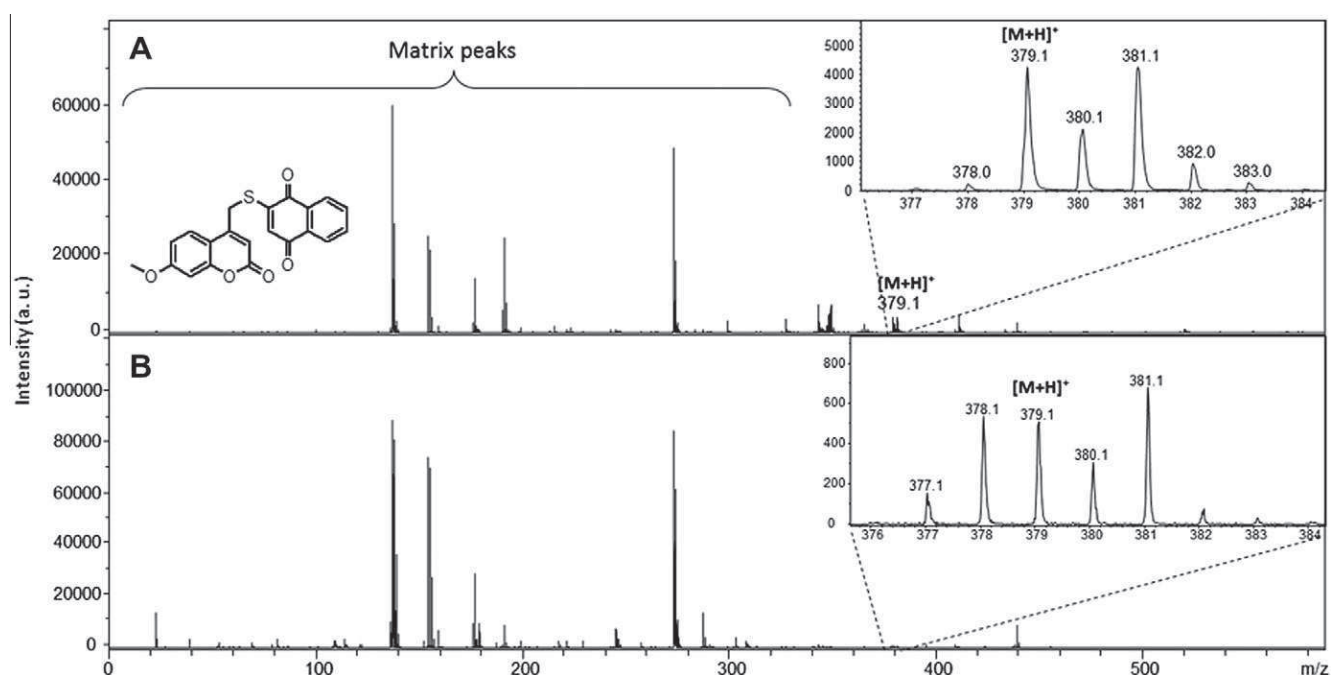 A
Matrix peaks
[M+H]+
379.1
381.1
380.1
378.0
382.0
383.0
5000
4000
3000
2000
1000
0
377 378 379 380 381 382 383 384
60000
40000
20000
0
S
O
O
O
O
O
[M+H]+
379.1
Intensity (a. u.)
B
[M+H]+
381.1
378.1
379.1
380.1
377.1
800
600
400
200
0
376 377 378 379 380 381 382 383 384
100000
80000
60000
40000
20000
0
0 100 200 300 400 500 m/z